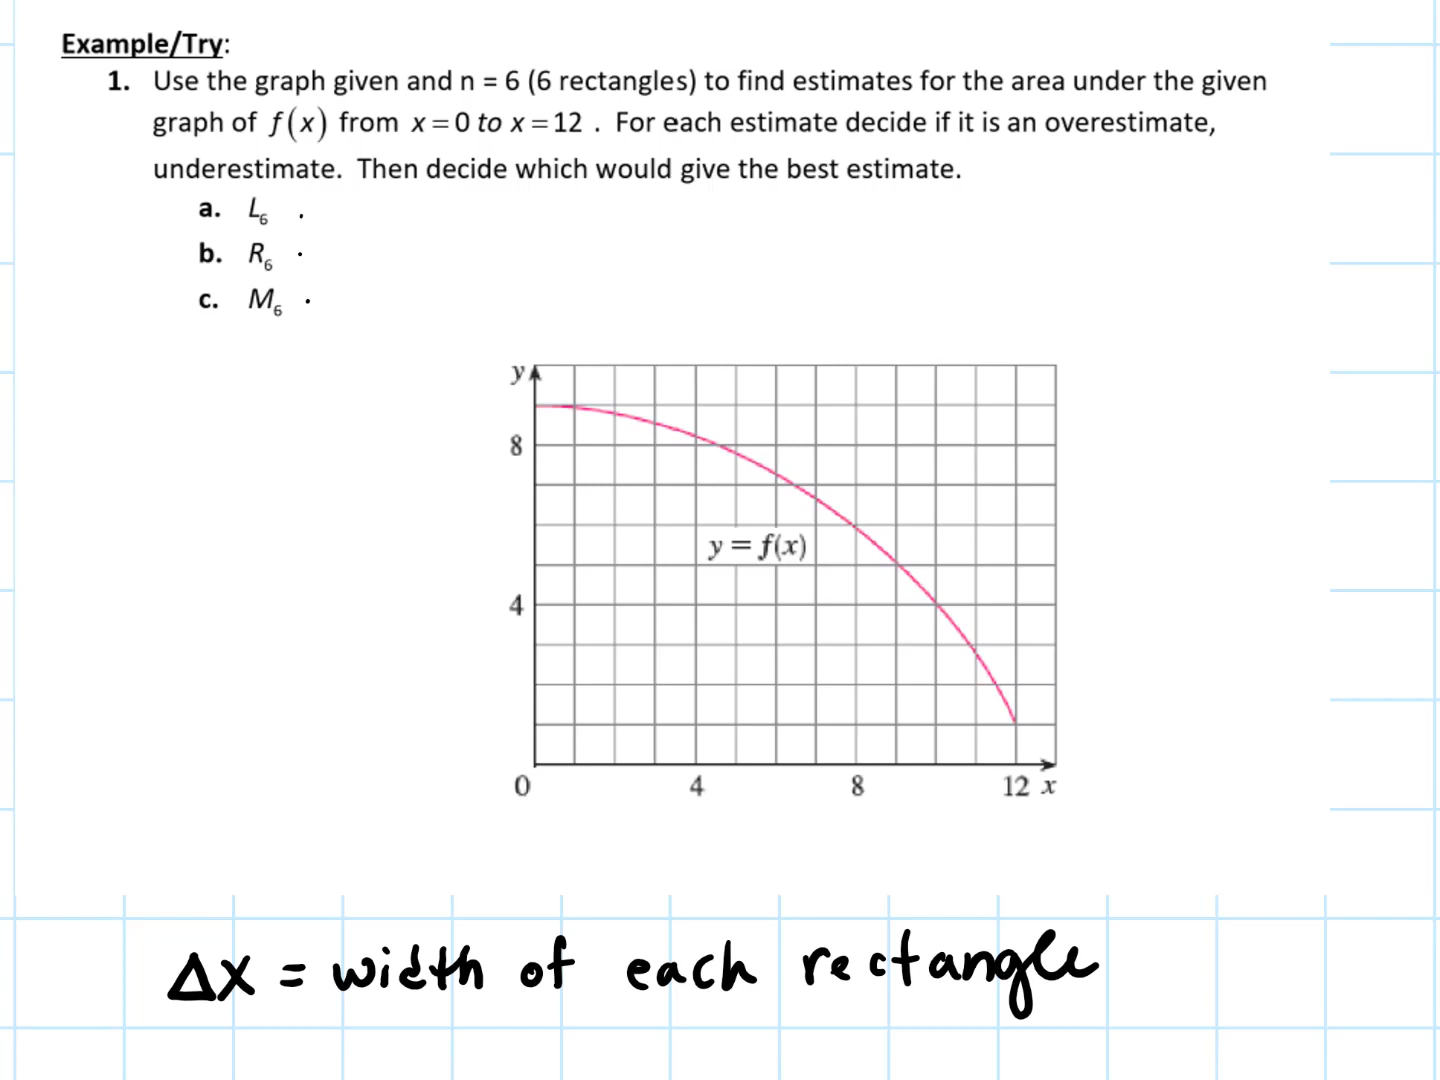 Example/Try:
1. Use the graph given and n = 6 (6 rectangles) to find estimates for the area under the given
graph of f(x) from x = 0 to x = 12 . For each estimate decide if it is an overestimate,
underestimate. Then decide which would give the best estimate.
a. L₆ .
b. R₆ .
c. M₆ .
y
8
y = f(x)
4
0 4 8 12 x
Δx = width of each rectangle